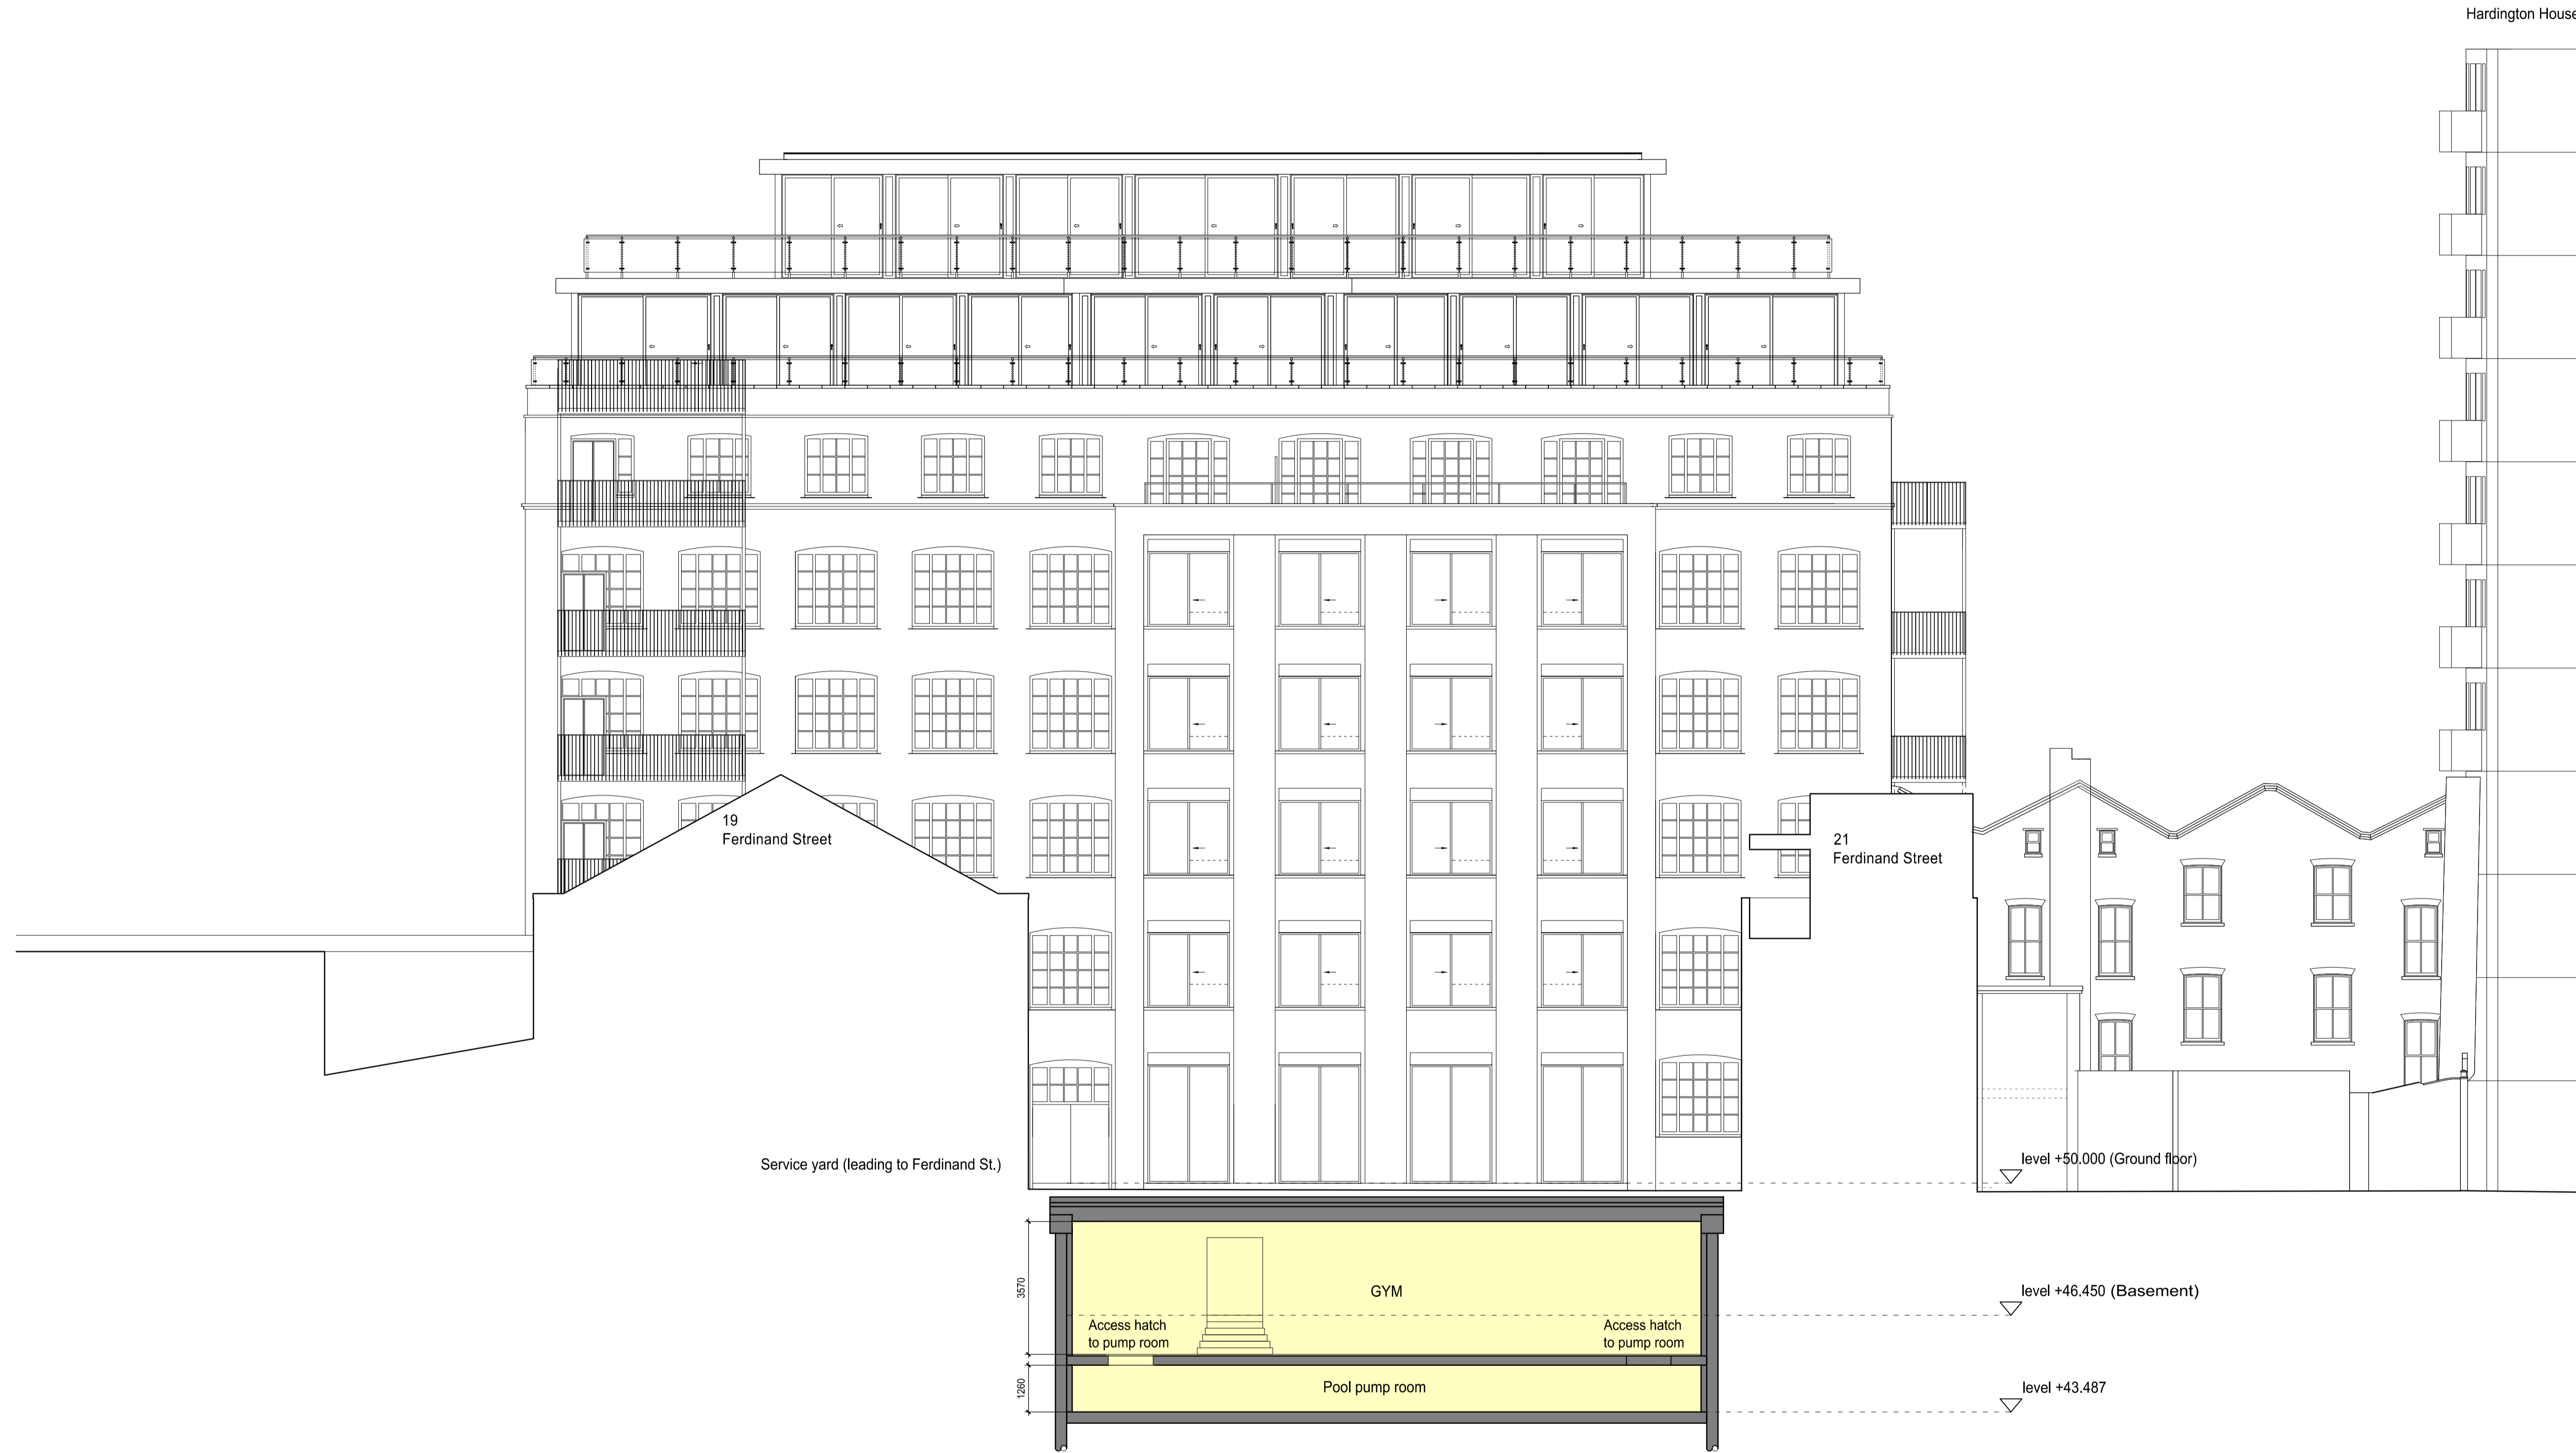 Hardington House
19
Ferdinand Street
21
Ferdinand Street
Service yard (leading to Ferdinand St.)
level +50.000 (Ground floor)
3570
GYM
level +46.450 (Basement)
Access hatch
to pump room
Access hatch
to pump room
1260
Pool pump room
level +43.487